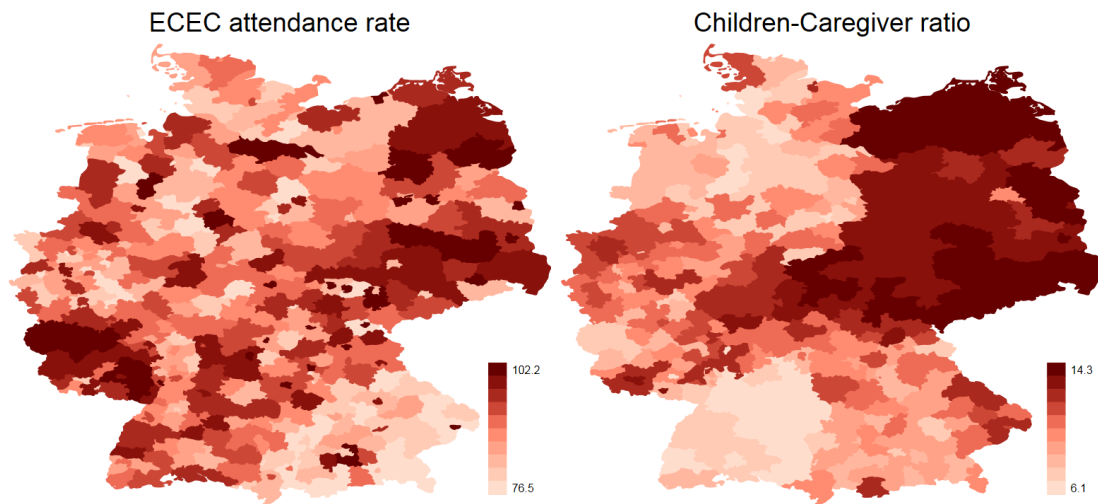 ECEC attendance rate
Children-Caregiver ratio
102.2
76.5
14.3
6.1